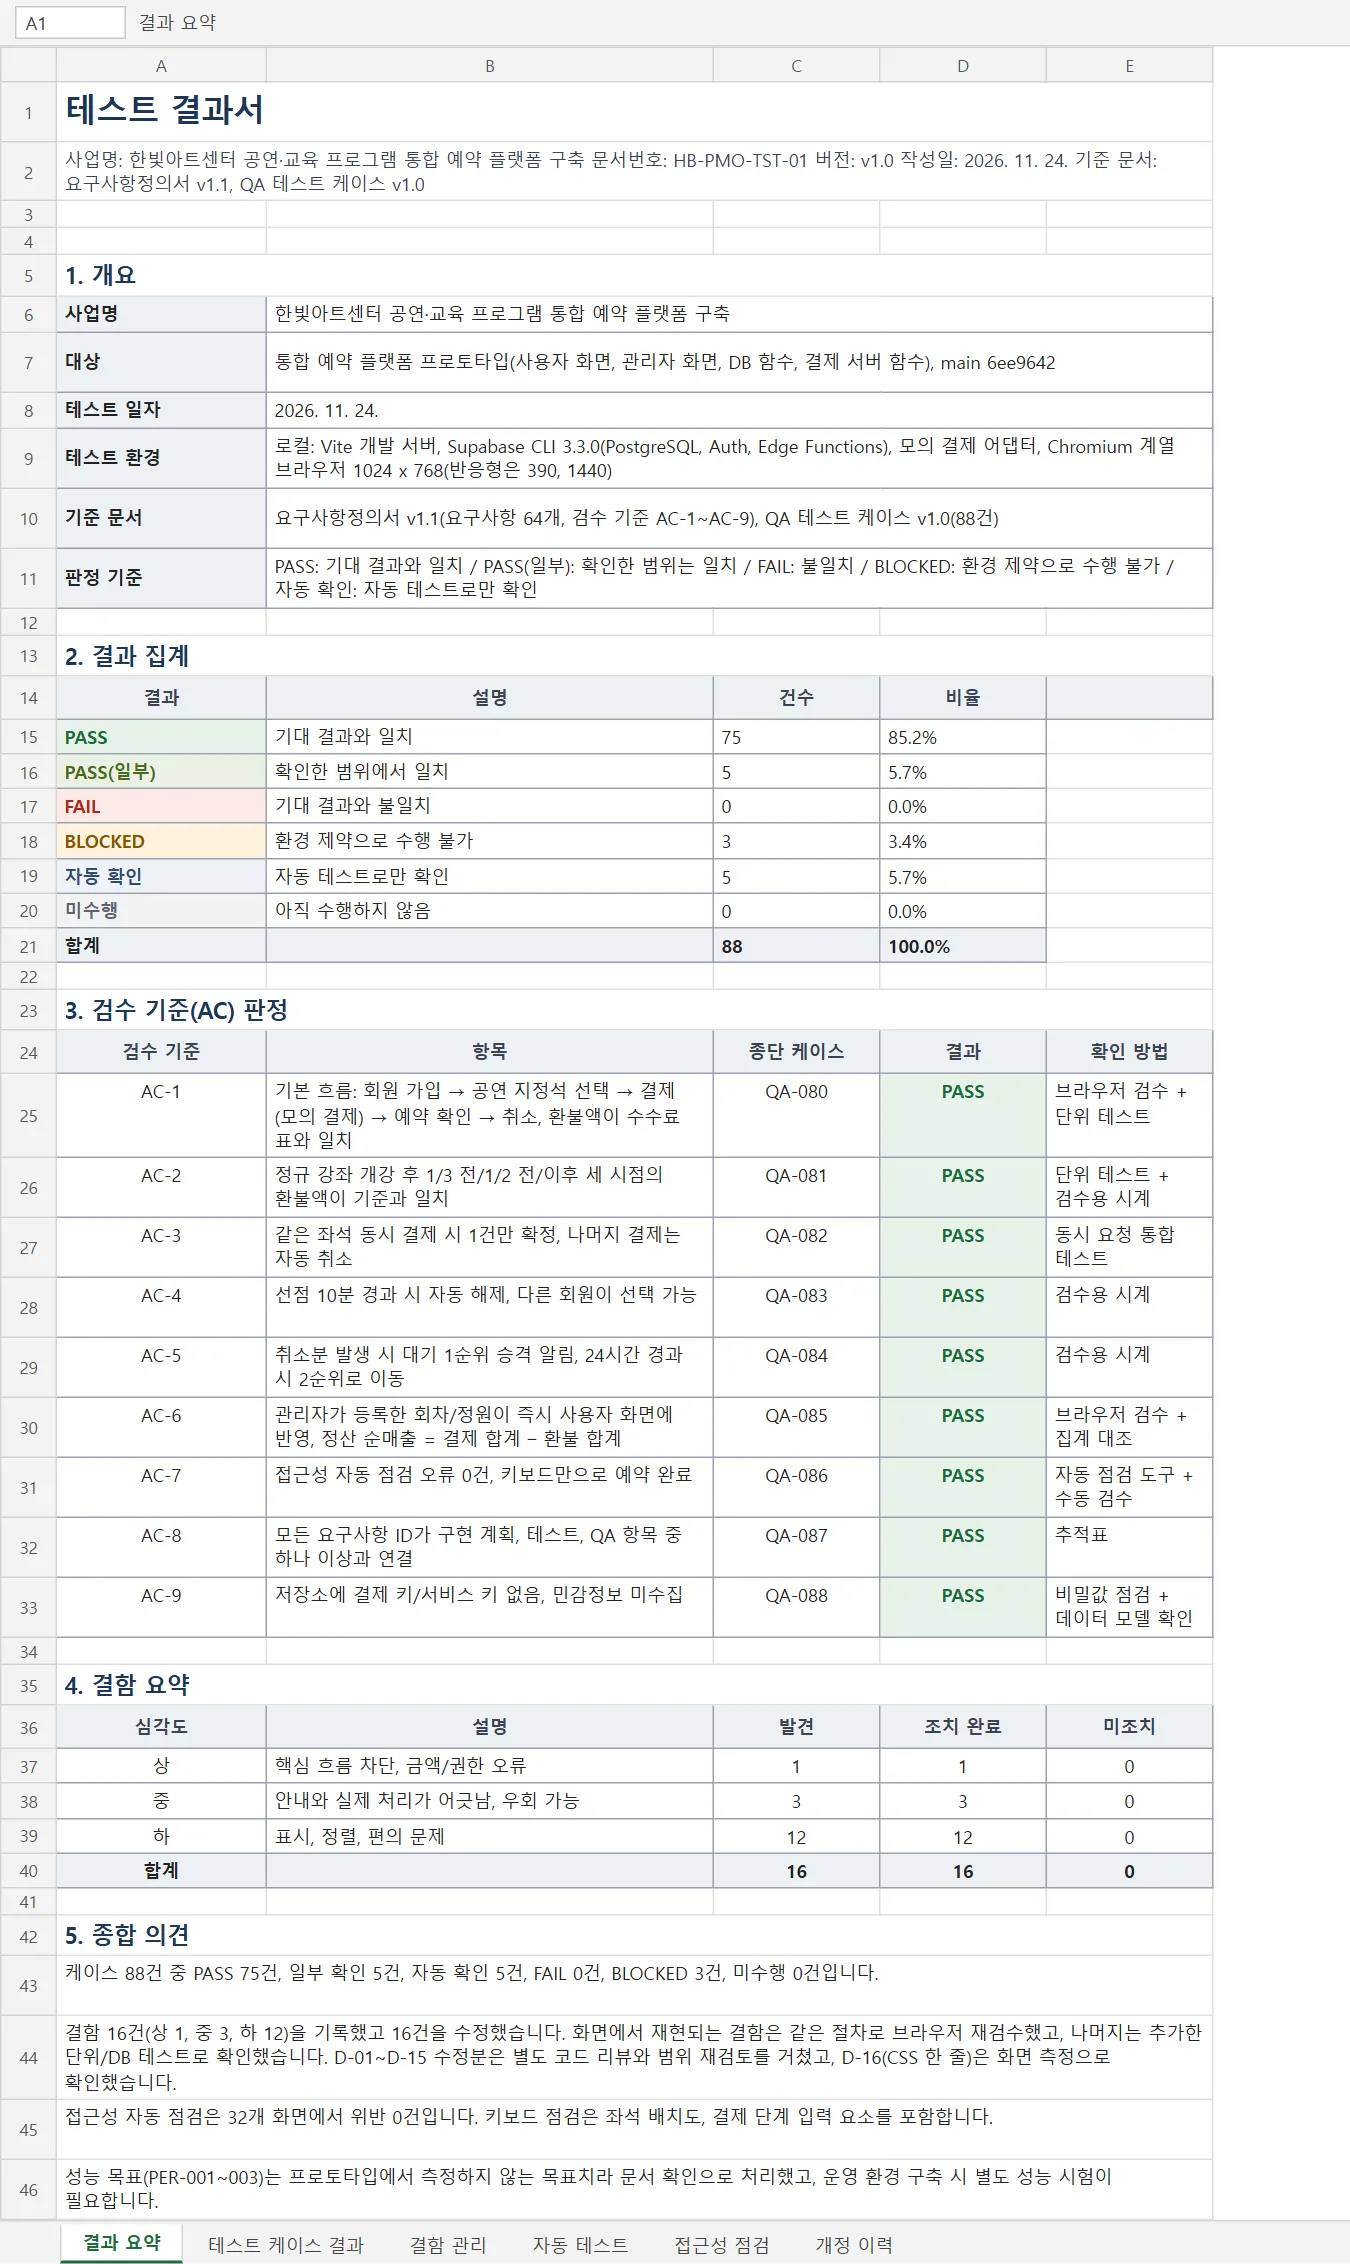 A1 결과 요약
A B C D E
1 테스트 결과서
2 사업명: 한빛아트센터 공연·교육 프로그램 통합 예약 플랫폼 구축 문서번호: HB-PMO-TST-01 버전: v1.0 작성일: 2026. 11. 24. 기준 문서:
요구사항정의서 v1.1, QA 테스트 케이스 v1.0
3
4
5 1. 개요
6 사업명 한빛아트센터 공연·교육 프로그램 통합 예약 플랫폼 구축
7 대상 통합 예약 플랫폼 프로토타입(사용자 화면, 관리자 화면, DB 함수, 결제 서버 함수), main 6ee9642
8 테스트 일자 2026. 11. 24.
9 테스트 환경 로컬: Vite 개발 서버, Supabase CLI 3.3.0(PostgreSQL, Auth, Edge Functions), 모의 결제 어댑터, Chromium 계열
브라우저 1024 x 768(반응형은 390, 1440)
10 기준 문서 요구사항정의서 v1.1(요구사항 64개, 검수 기준 AC-1~AC-9), QA 테스트 케이스 v1.0(88건)
11 판정 기준 PASS: 기대 결과와 일치 / PASS(일부): 확인한 범위는 일치 / FAIL: 불일치 / BLOCKED: 환경 제약으로 수행 불가 /
자동 확인: 자동 테스트로만 확인
12
13 2. 결과 집계
14 결과 설명 건수 비율
15 PASS 기대 결과와 일치 75 85.2%
16 PASS(일부) 확인한 범위에서 일치 5 5.7%
17 FAIL 기대 결과와 불일치 0 0.0%
18 BLOCKED 환경 제약으로 수행 불가 3 3.4%
19 자동 확인 자동 테스트로만 확인 5 5.7%
20 미수행 아직 수행하지 않음 0 0.0%
21 합계 88 100.0%
22
23 3. 검수 기준(AC) 판정
24 검수 기준 항목 종단 케이스 결과 확인 방법
25 AC-1 기본 흐름: 회원 가입 → 공연 지정석 선택 → 결제 QA-080 PASS 브라우저 검수 +
(모의 결제) → 예약 확인 → 취소, 환불액이 수수료 단위 테스트
표와 일치
26 AC-2 정규 강좌 개강 후 1/3 전/1/2 전/이후 세 시점의 QA-081 PASS 단위 테스트 +
환불액이 기준과 일치 검수용 시계
27 AC-3 같은 좌석 동시 결제 시 1건만 확정, 나머지 결제는 QA-082 PASS 동시 요청 통합
자동 취소 테스트
28 AC-4 선점 10분 경과 시 자동 해제, 다른 회원이 선택 가능 QA-083 PASS 검수용 시계
29 AC-5 취소분 발생 시 대기 1순위 승격 알림, 24시간 경과 QA-084 PASS 검수용 시계
시 2순위로 이동
30 AC-6 관리자가 등록한 회차/정원이 즉시 사용자 화면에 QA-085 PASS 브라우저 검수 +
반영, 정산 순매출 = 결제 합계 − 환불 합계 집계 대조
31 AC-7 접근성 자동 점검 오류 0건, 키보드만으로 예약 완료 QA-086 PASS 자동 점검 도구 +
수동 검수
32 AC-8 모든 요구사항 ID가 구현 계획, 테스트, QA 항목 중 QA-087 PASS 추적표
하나 이상과 연결
33 AC-9 저장소에 결제 키/서비스 키 없음, 민감정보 미수집 QA-088 PASS 비밀값 점검 +
데이터 모델 확인
34
35 4. 결함 요약
36 심각도 설명 발견 조치 완료 미조치
37 상 핵심 흐름 차단, 금액/권한 오류 1 1 0
38 중 안내와 실제 처리가 어긋남, 우회 가능 3 3 0
39 하 표시, 정렬, 편의 문제 12 12 0
40 합계 16 16 0
41
42 5. 종합 의견
43 케이스 88건 중 PASS 75건, 일부 확인 5건, 자동 확인 5건, FAIL 0건, BLOCKED 3건, 미수행 0건입니다.
44 결함 16건(상 1, 중 3, 하 12)을 기록했고 16건을 수정했습니다. 화면에서 재현되는 결함은 같은 절차로 브라우저 재검수했고, 나머지는 추가한
단위/DB 테스트로 확인했습니다. D-01~D-15 수정분은 별도 코드 리뷰와 범위 재검토를 거쳤고, D-16(CSS 한 줄)은 화면 측정으로
확인했습니다.
45 접근성 자동 점검은 32개 화면에서 위반 0건입니다. 키보드 점검은 좌석 배치도, 결제 단계 입력 요소를 포함합니다.
46 성능 목표(PER-001~003)는 프로토타입에서 측정하지 않는 목표치라 문서 확인으로 처리했고, 운영 환경 구축 시 별도 성능 시험이
필요합니다.
결과 요약 테스트 케이스 결과 결함 관리 자동 테스트 접근성 점검 개정 이력